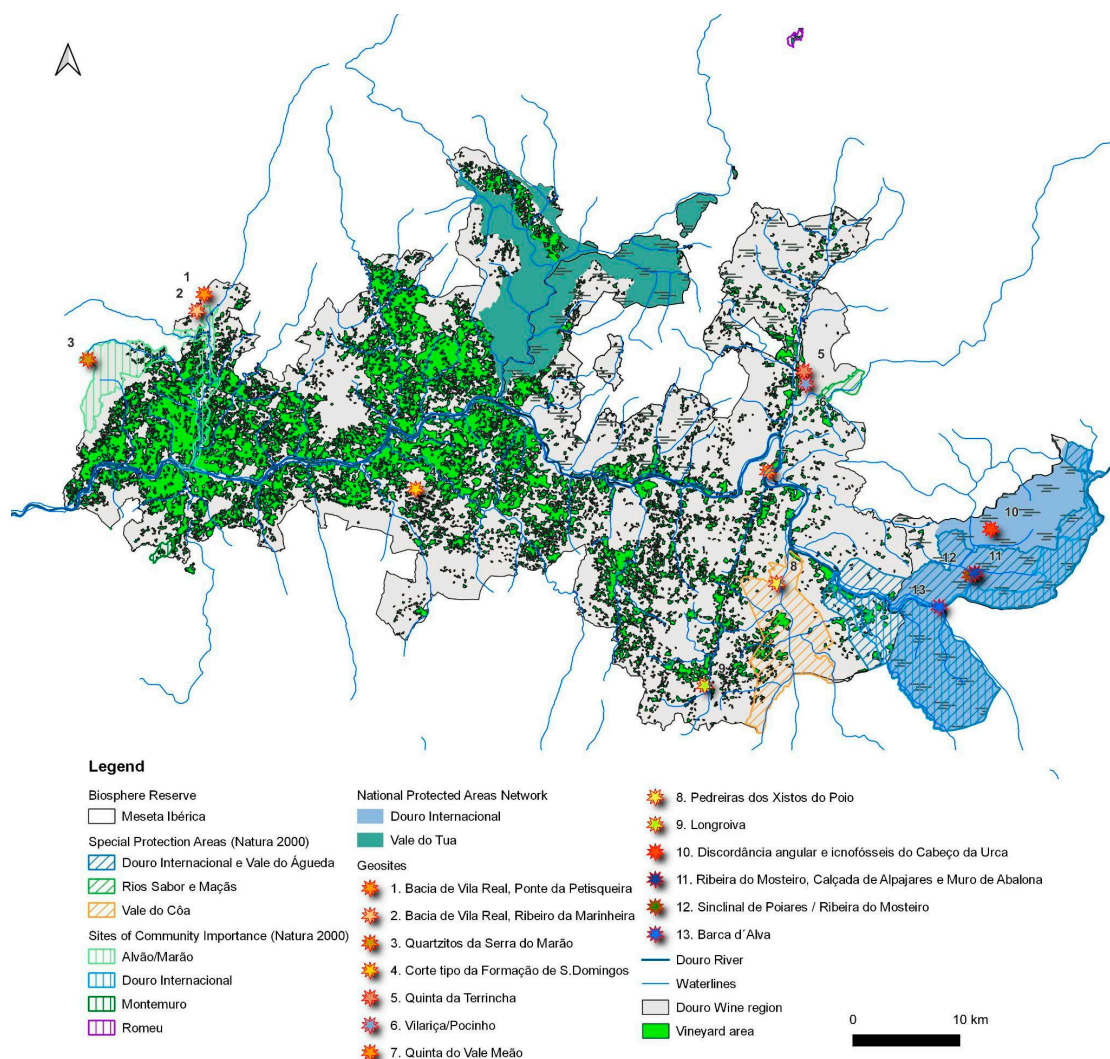 1
2
3
5
6
10
12
11
13
8
9
Legend
Biosphere Reserve
Meseta Ibérica
Special Protection Areas (Natura 2000)
Douro Internacional e Vale do Águeda
Rios Sabor e Maçãs
Vale do Côa
Sites of Community Importance (Natura 2000)
Alvão/Marão
Douro Internacional
Montemuro
Romeu
National Protected Areas Network
Douro Internacional
Vale do Tua
Geosites
1. Bacia de Vila Real, Ponte da Petisqueira
2. Bacia de Vila Real, Ribeiro da Marinheira
3. Quartzitos da Serra do Marão
4. Corte tipo da Formação de S.Domingos
5. Quinta da Terrincha
6. Vilariça/Pocinho
7. Quinta do Vale Meão
8. Pedreiras dos Xistos do Poio
9. Longroiva
10. Discordância angular e icnofósseis do Cabeço da Urca
11. Ribeira do Mosteiro, Calçada de Alpajares e Muro de Abalona
12. Sinclinal de Poiares / Ribeira do Mosteiro
13. Barca d´Alva
Douro River
Waterlines
Douro Wine region
Vineyard area
0 10 km